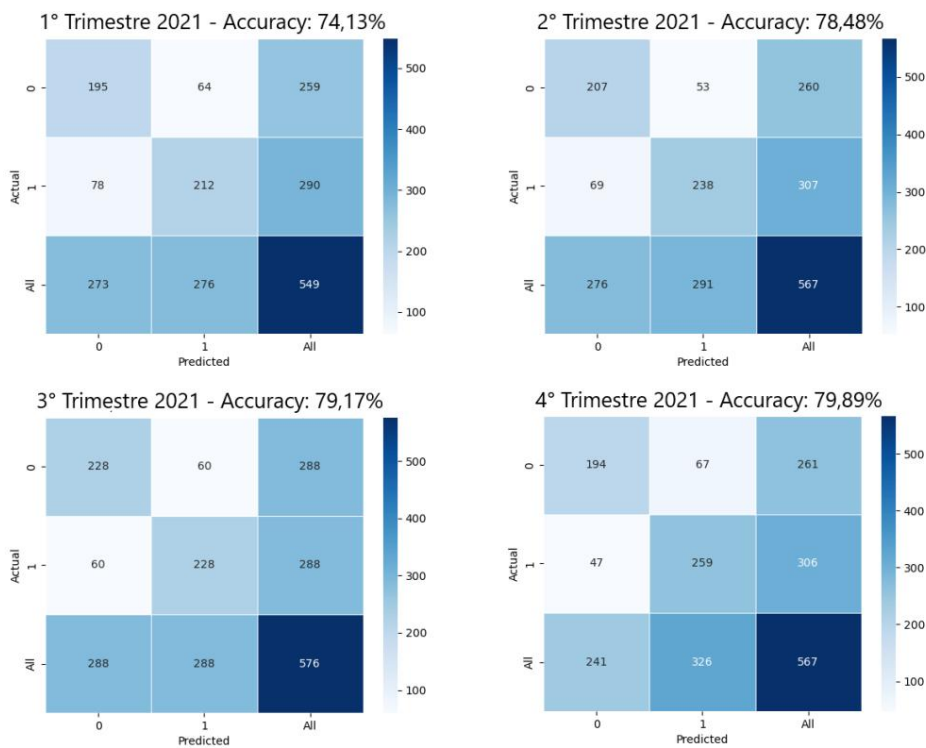 1° Trimestre 2021 - Accuracy: 74,13%
0 195 64 259
Actual 1 78 212 290
All 273 276 549
0 1 All
Predicted
500
400
300
200
100
2° Trimestre 2021 - Accuracy: 78,48%
0 207 53 260
Actual 1 69 238 307
All 276 291 567
0 1 All
Predicted
500
400
300
200
100
3° Trimestre 2021 - Accuracy: 79,17%
0 228 60 288
Actual 1 60 228 288
All 288 288 576
0 1 All
Predicted
500
400
300
200
100
4° Trimestre 2021 - Accuracy: 79,89%
0 194 67 261
Actual 1 47 259 306
All 241 326 567
0 1 All
Predicted
500
400
300
200
100